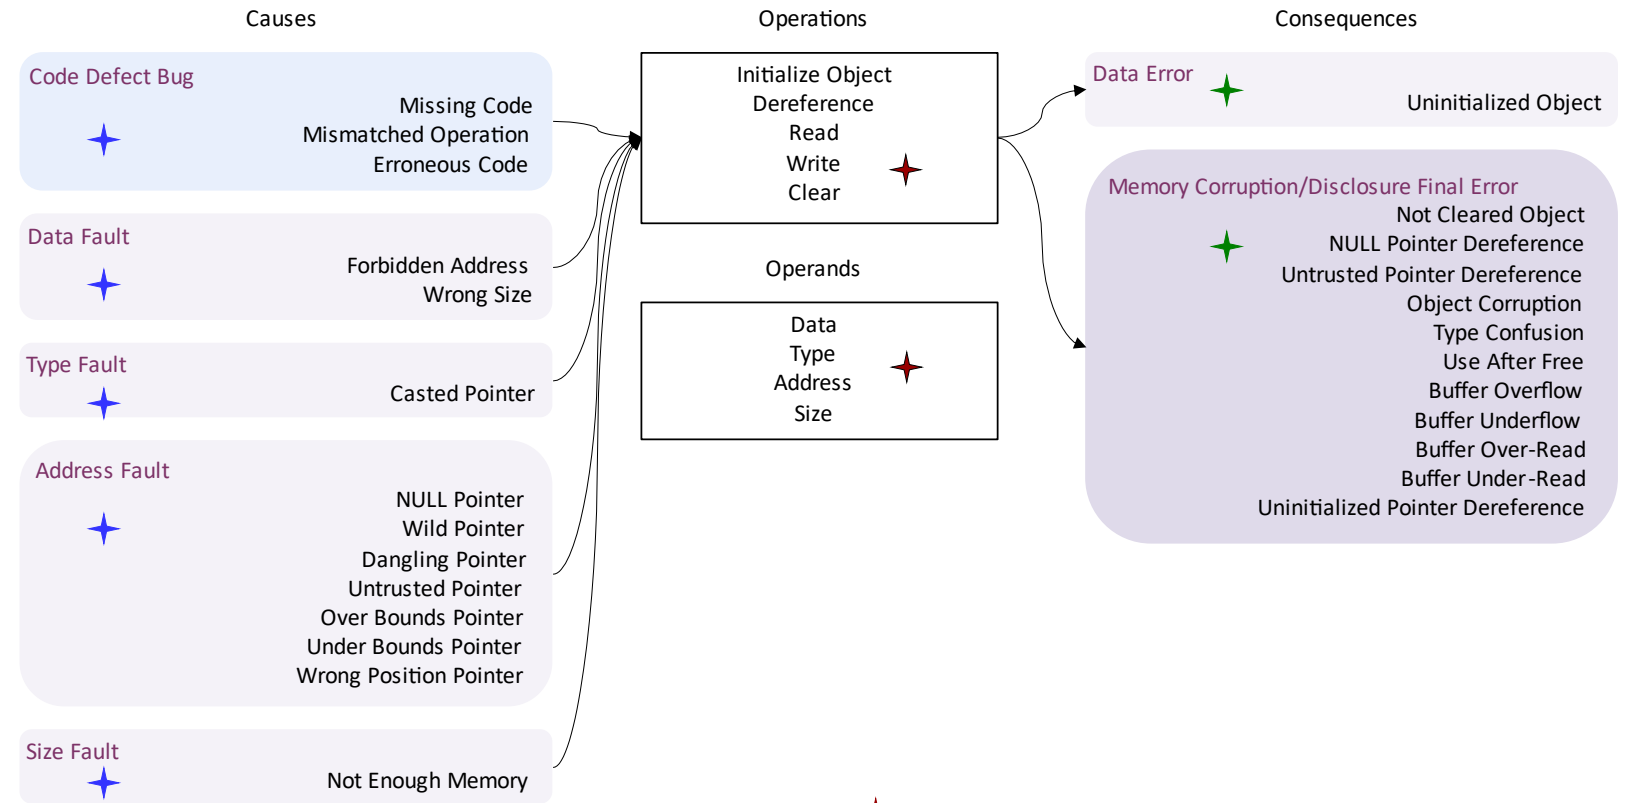 Causes
Operations
Consequences
Code Defect Bug
Missing Code
Mismatched Operation
Erroneous Code
Data Fault
Forbidden Address
Wrong Size
Type Fault
Casted Pointer
Address Fault
NULL Pointer
Wild Pointer
Dangling Pointer
Untrusted Pointer
Over Bounds Pointer
Under Bounds Pointer
Wrong Position Pointer
Size Fault
Not Enough Memory
Initialize Object
Dereference
Read
Write
Clear
Operands
Data
Type
Address
Size
Data Error
Uninitialized Object
Memory Corruption/Disclosure Final Error
Not Cleared Object
NULL Pointer Dereference
Untrusted Pointer Dereference
Object Corruption
Type Confusion
Use After Free
Buffer Overflow
Buffer Underflow
Buffer Over-Read
Buffer Under-Read
Uninitialized Pointer Dereference